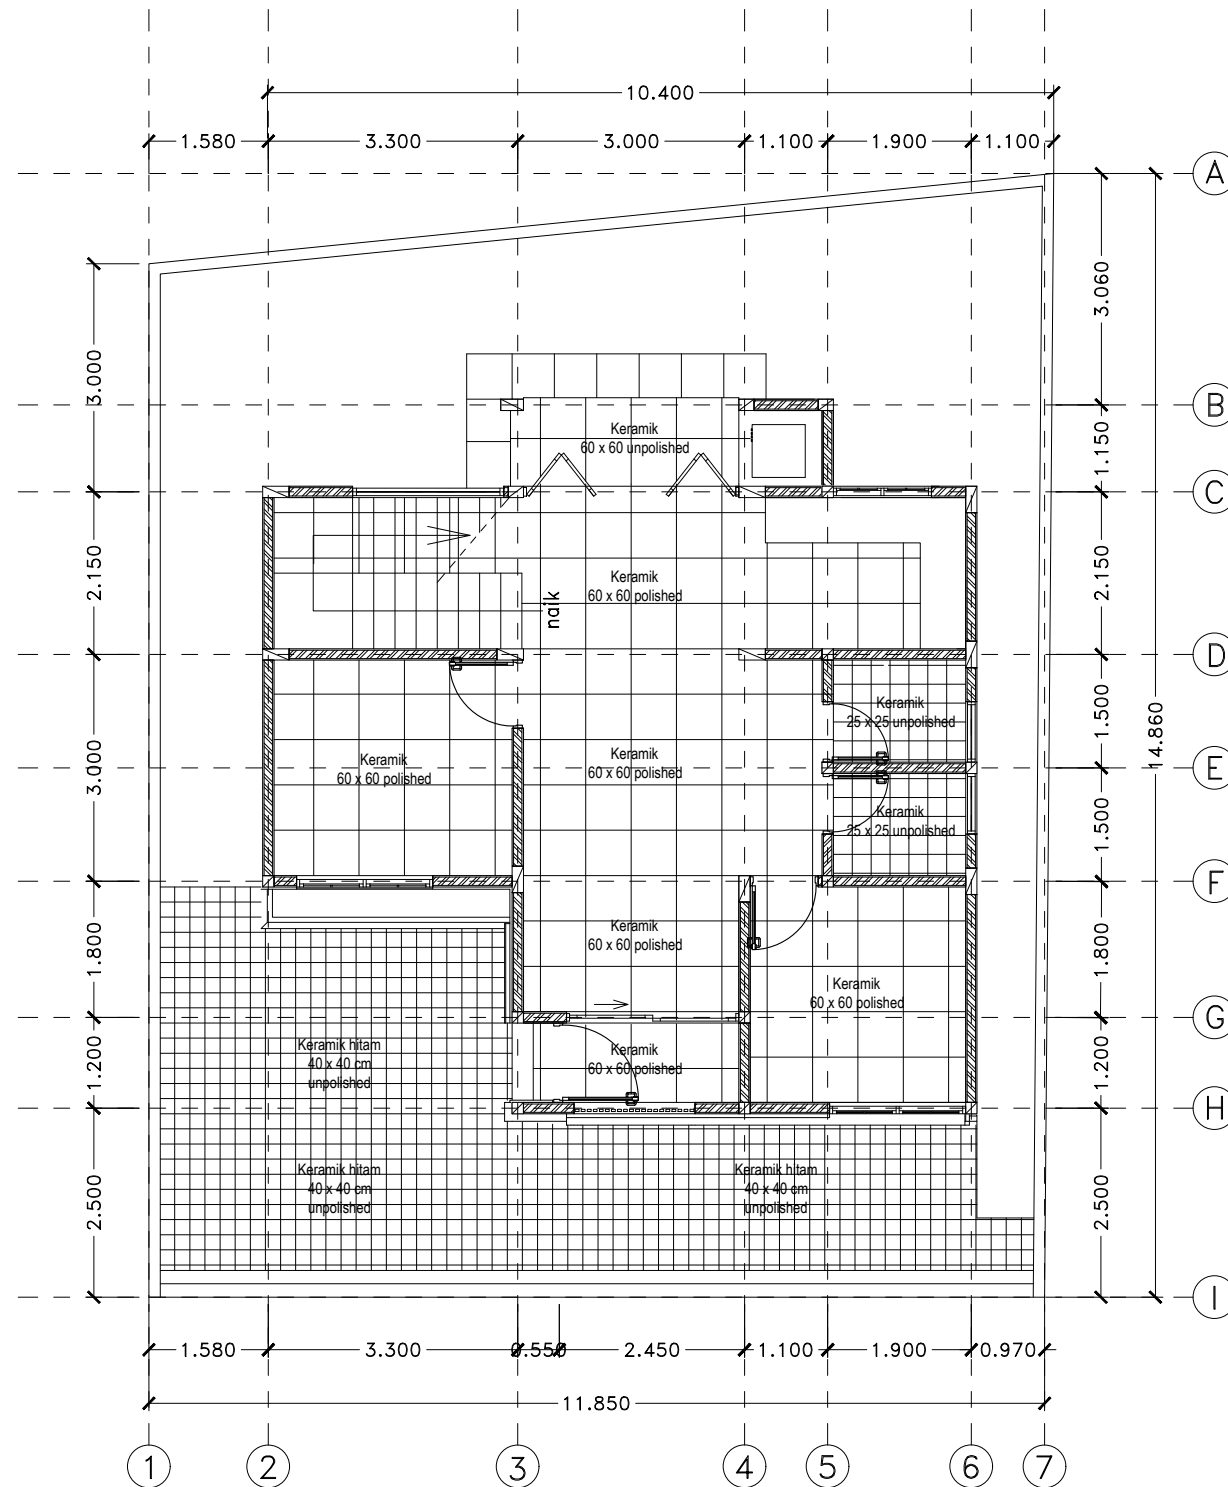 10.400
1.580
3.300
3.000
1.100
1.900
1.100
A
3.060
3.000
B
Keramik
60 x 60 unpolished
1.150
C
2.150
Keramik
60 x 60 polished
naik
2.150
D
Keramik
25 x 25 unpolished
1.500
14.860
3.000
Keramik
60 x 60 polished
Keramik
60 x 60 polished
E
Keramik
25 x 25 unpolished
1.500
F
1.800
Keramik
60 x 60 polished
Keramik
60 x 60 polished
1.800
G
1.200
Keramik hitam
40 x 40 cm
unpolished
Keramik
60 x 60 polished
1.200
H
2.500
Keramik hitam
40 x 40 cm
unpolished
Keramik hitam
40 x 40 cm
unpolished
2.500
I
1.580
3.300
0.550
2.450
1.100
1.900
0.970
11.850
1
2
3
4
5
6
7